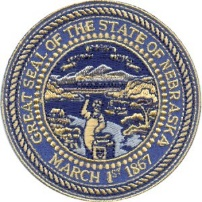 GREAT SEAL OF THE STATE OF NEBRASKA
MARCH 1ST 1867